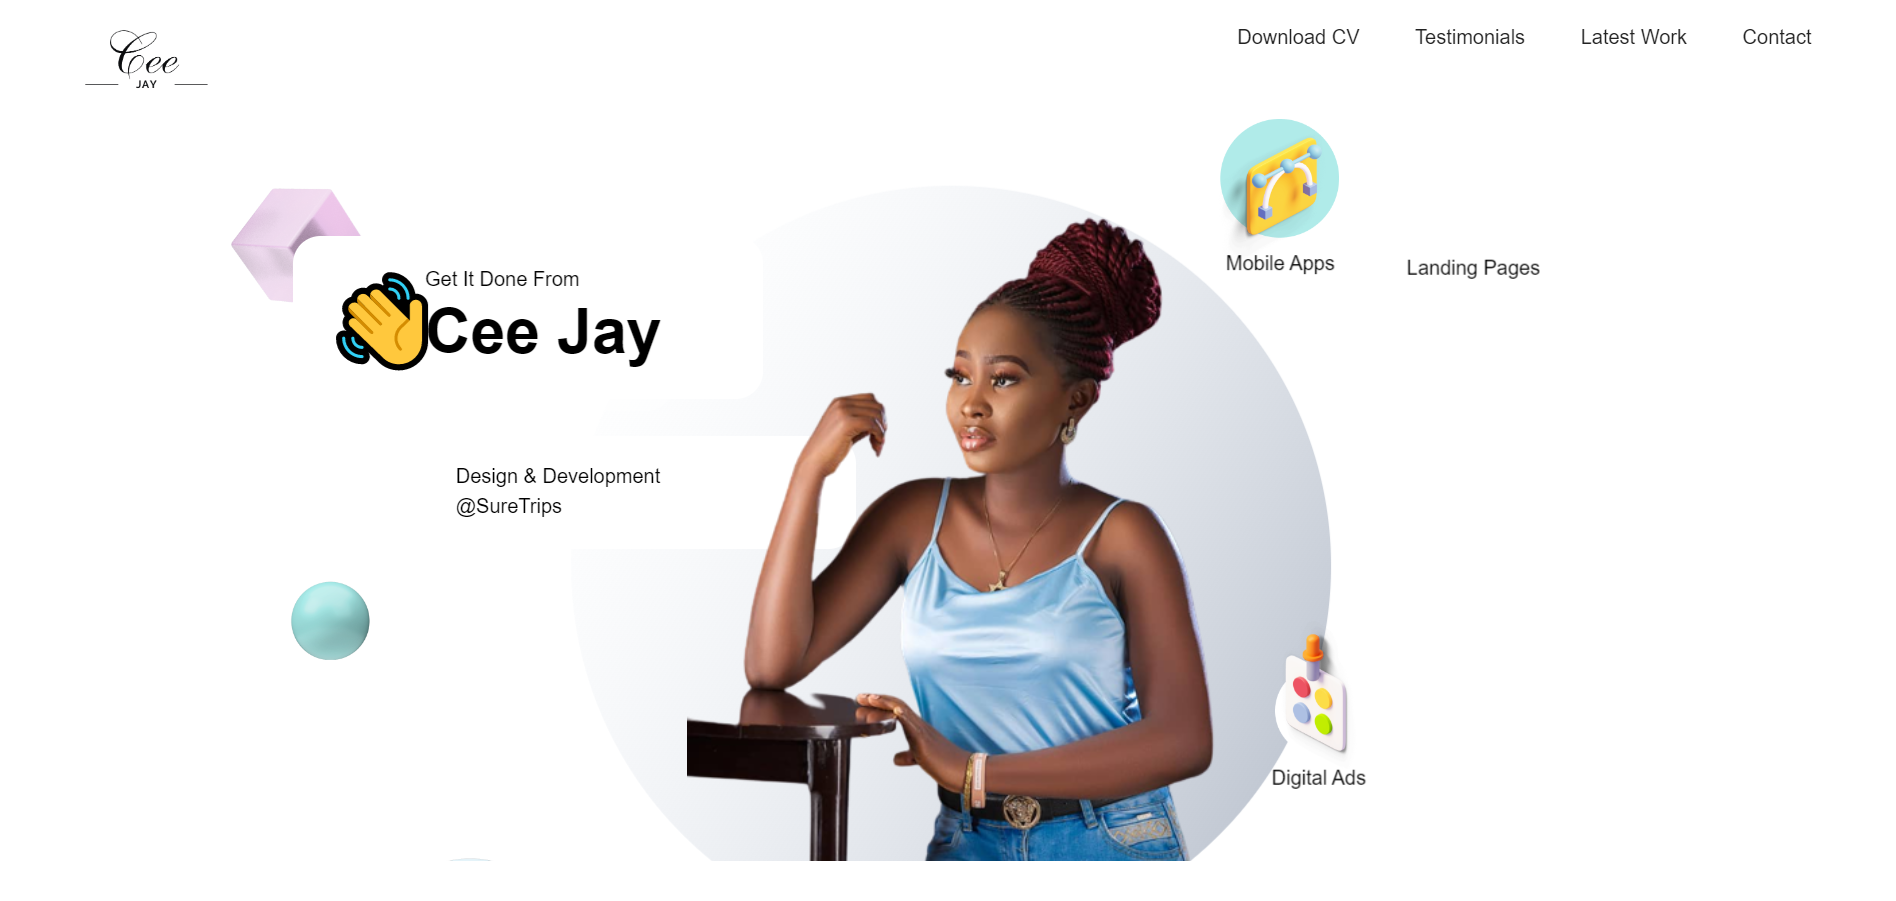 Cee
JAY
Download CV
Testimonials
Latest Work
Contact
Get It Done From
Cee Jay
Design & Development
@SureTrips
Mobile Apps
Landing Pages
Digital Ads